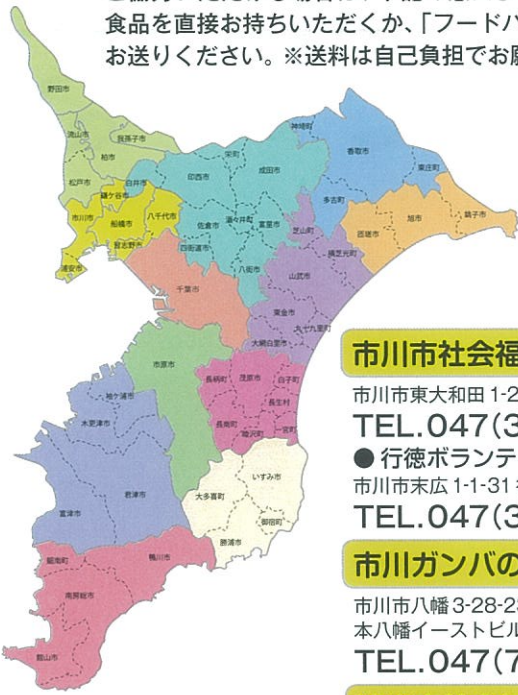 食品を直接お持ちいただくか、「フードバ
お送りください。※送料は自己負担でお願
野田市
流山市
我孫子市
柏市
松戸市
鎌ケ谷市
白井市
市川市
船橋市
八千代市
習志野市
浦安市
印西市
栄町
成田市
佐倉市
酒々井町
富里市
四街道市
八街市
千葉市
神崎町
香取市
東庄町
多古町
匝瑳市
旭市
銚子市
芝山町
横芝光町
山武市
東金市
九十九里町
大網白里市
市原市
長柄町
茂原市
白子町
長生村
長南町
睦沢町
一宮町
袖ケ浦市
木更津市
君津市
富津市
いすみ市
大多喜町
御宿町
勝浦市
鋸南町
鴨川市
南房総市
館山市
市川市社会福
市川市東大和田1-2
TEL.047(3
●行徳ボランテ
市川市末広1-1-31
TEL.047(3
市川ガンバの
市川市八幡3-28-2
本八幡イーストビル
TEL.047(7